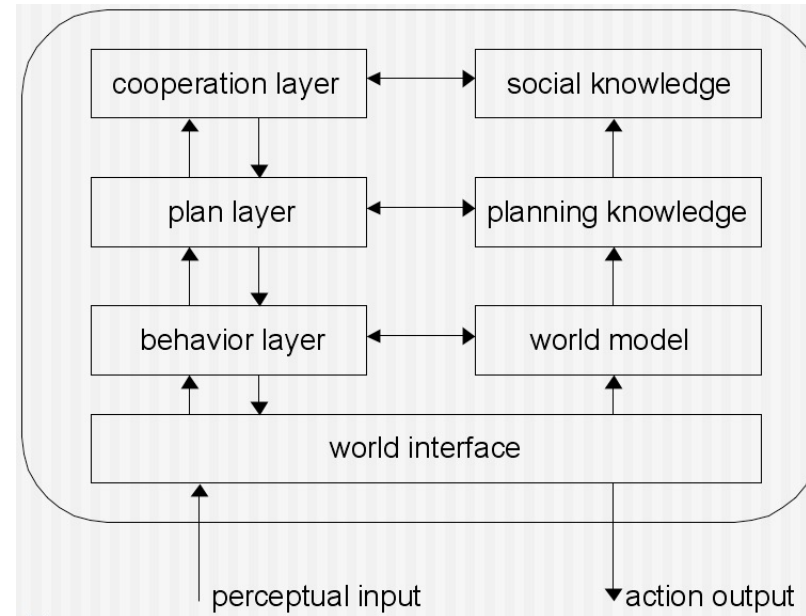 cooperation layer
social knowledge
plan layer
planning knowledge
behavior layer
world model
world interface
perceptual input
action output